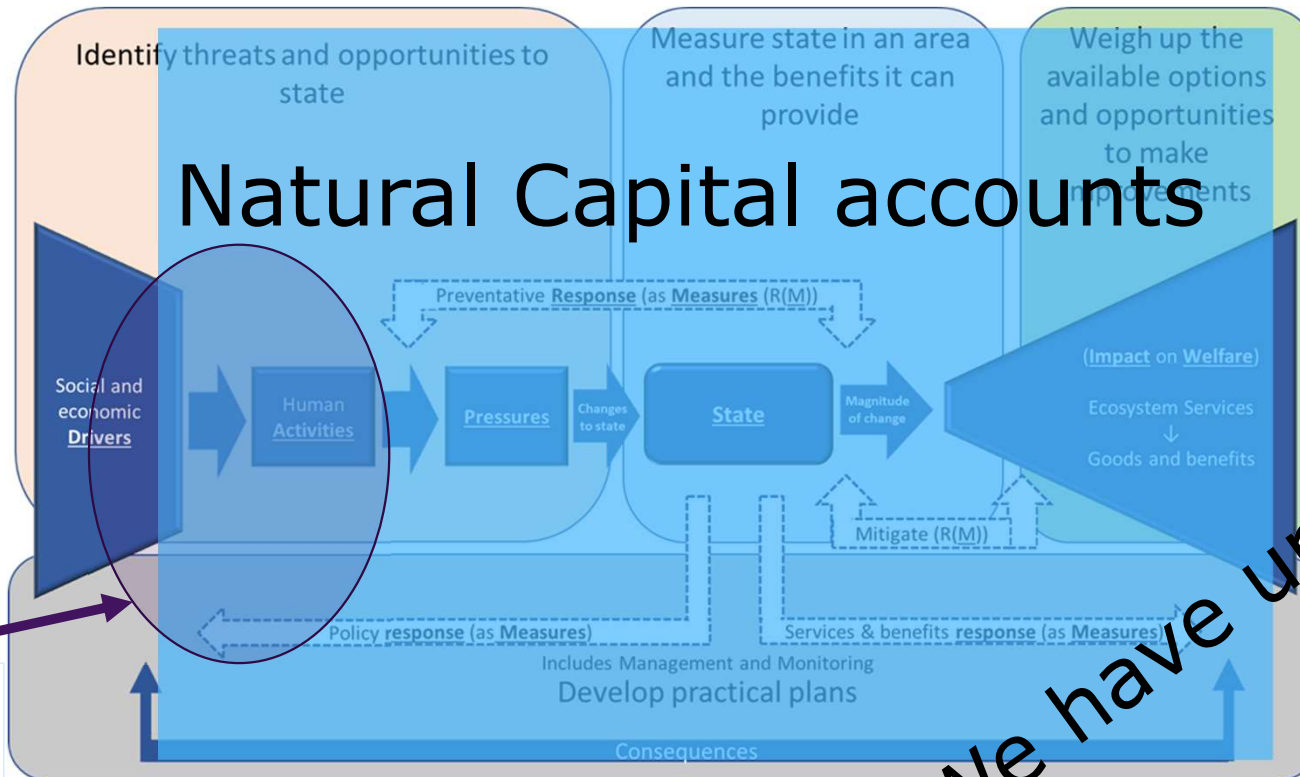 Identify threats and opportunities to
state
Measure state in an area
and the benefits it can
provide
Weigh up the
available options
and opportunities
to make
improvements
Natural Capital accounts
Preventative Response (as Measures (R(M))
Social and
economic
Drivers
Human
Activities
Pressures
Changes
to state
State
Magnitude
of change
(Impact on Welfare)
Ecosystem Services
↓
Goods and benefits
Mitigate (R(M))
Policy response (as Measures)
Services & benefits response (as Measures)
Includes Management and Monitoring
Develop practical plans
Consequences
We have